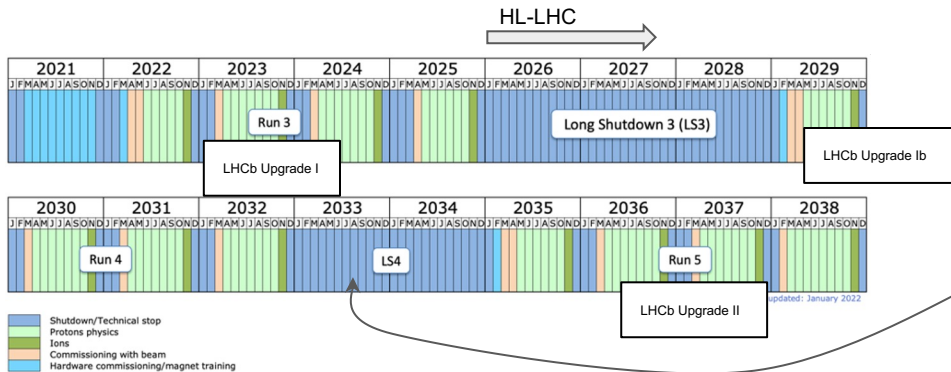 HL-LHC
2021 2022 2023 2024 2025 2026 2027 2028 2029
J F M A M J J A S O N D J F M A M J J A S O N D J F M A M J J A S O N D J F M A M J J A S O N D J F M A M J J A S O N D J F M A M J J A S O N D J F M A M J J A S O N D J F M A M J J A S O N D J F M A M J J A S O N D
Run 3
Long Shutdown 3 (LS3)
LHCb Upgrade I
LHCb Upgrade Ib
2030 2031 2032 2033 2034 2035 2036 2037 2038
J F M A M J J A S O N D J F M A M J J A S O N D J F M A M J J A S O N D J F M A M J J A S O N D J F M A M J J A S O N D J F M A M J J A S O N D J F M A M J J A S O N D J F M A M J J A S O N D J F M A M J J A S O N D
Run 4
LS4
Run 5
LHCb Upgrade II
updated: January 2022
Shutdown/Technical stop
Protons physics
Ions
Commissioning with beam
Hardware commissioning/magnet training